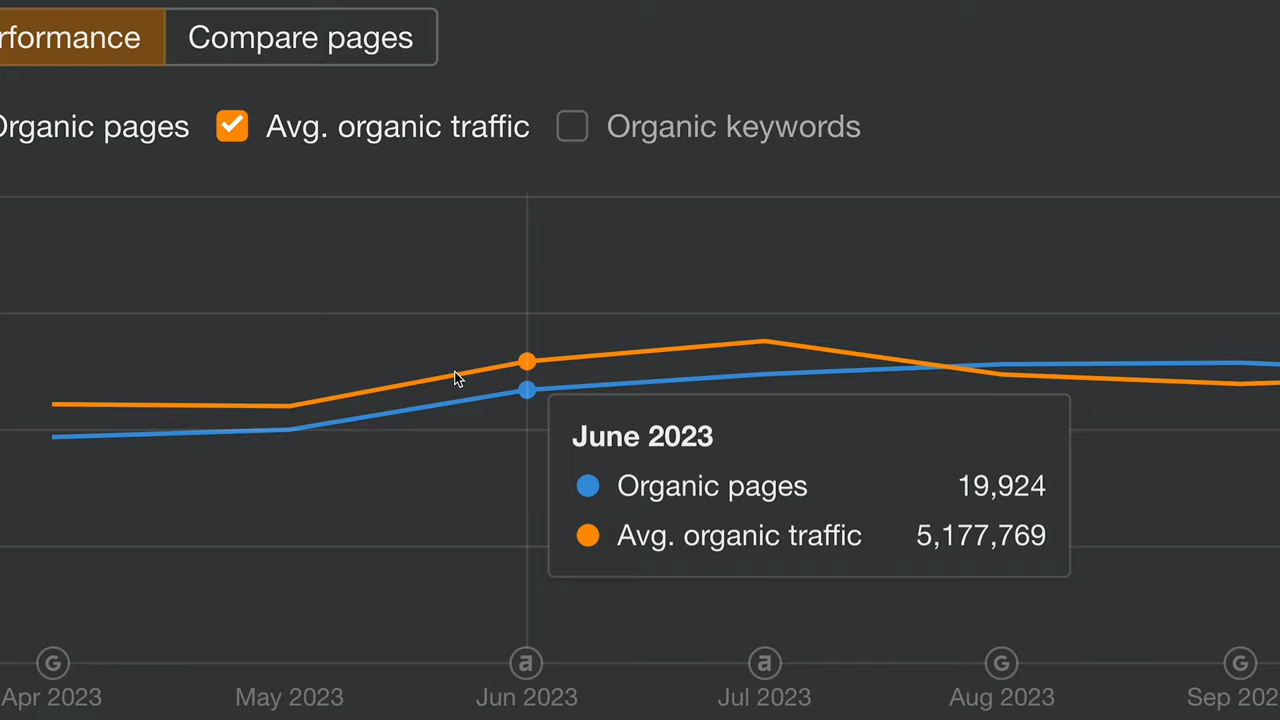 rformance Compare pages
Organic pages Avg. organic traffic Organic keywords
June 2023
Organic pages 19,924
Avg. organic traffic 5,177,769
G a a G G
Apr 2023 May 2023 Jun 2023 Jul 2023 Aug 2023 Sep 202